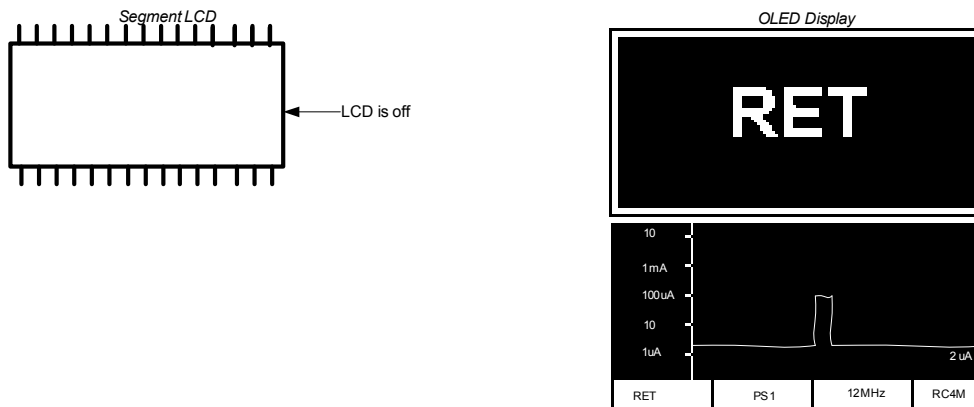 Segment LCD
LCD is off
OLED Display
RET
10
1mA
100uA
10
1uA
2 uA
RET PS1 12MHz RC4M